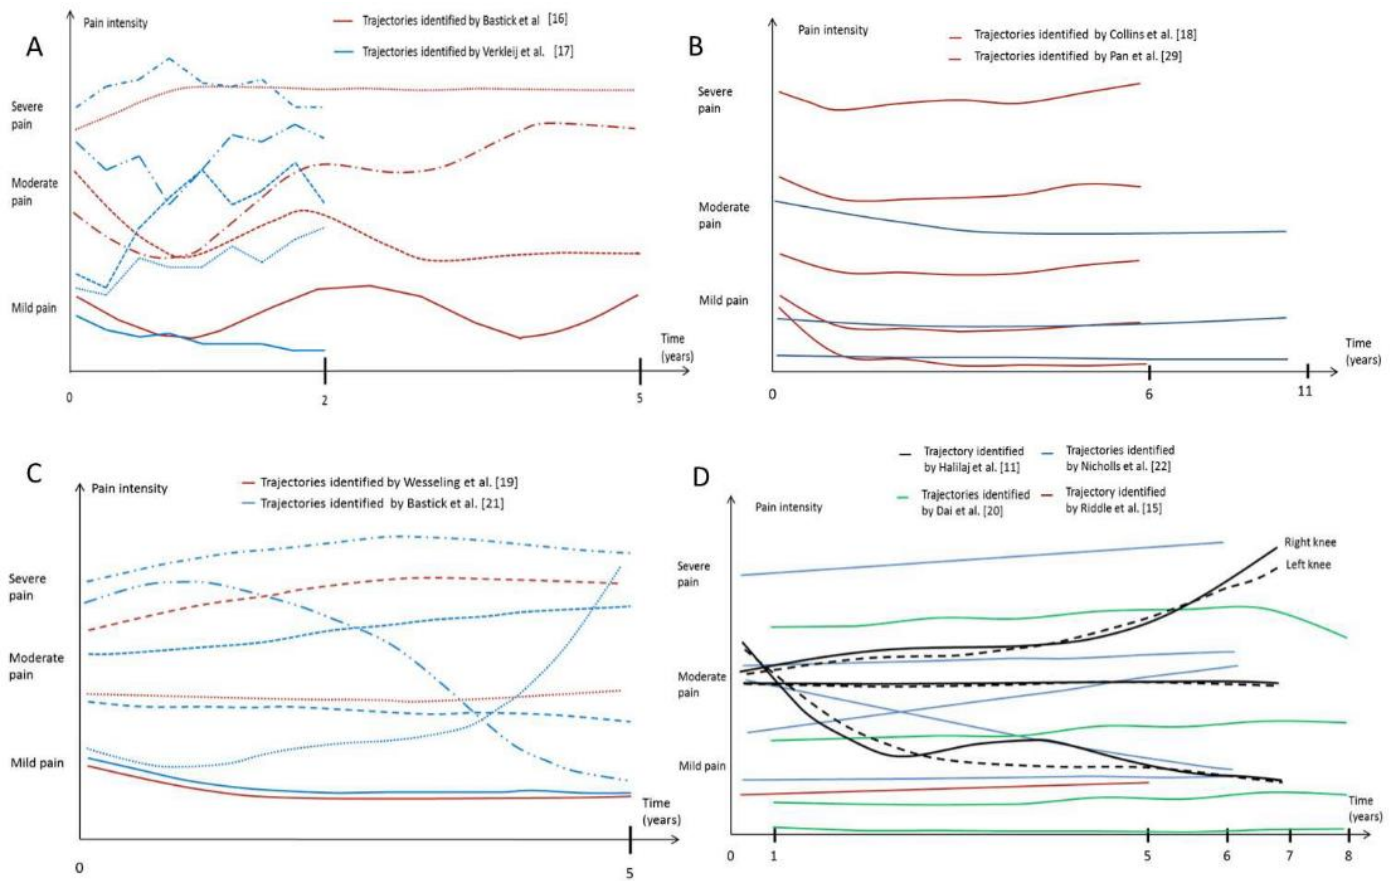 A
Pain intensity
Trajectories identified by Bastick et al [16]
Trajectories identified by Verkleij et al. [17]
Severe
pain
Moderate
pain
Mild pain
Time
(years)
0
2
5
B
Pain intensity
Trajectories identified by Collins et al. [18]
Trajectories identified by Pan et al. [29]
Severe
pain
Moderate
pain
Mild pain
Time
(years)
0
6
11
C
Pain intensity
Trajectories identified by Wesseling et al. [19]
Trajectories identified by Bastick et al. [21]
Severe
pain
Moderate
pain
Mild pain
Time
(years)
0
5
D
Pain intensity
Trajectory identified
by Halilaj et al. [11]
Trajectories identified
by Nicholls et al. [22]
Trajectories identified
by Dai et al. [20]
Trajectory identified
by Riddle et al. [15]
Right knee
Left knee
Severe
pain
Moderate
pain
Mild pain
Time
(years)
0
1
5
6
7
8